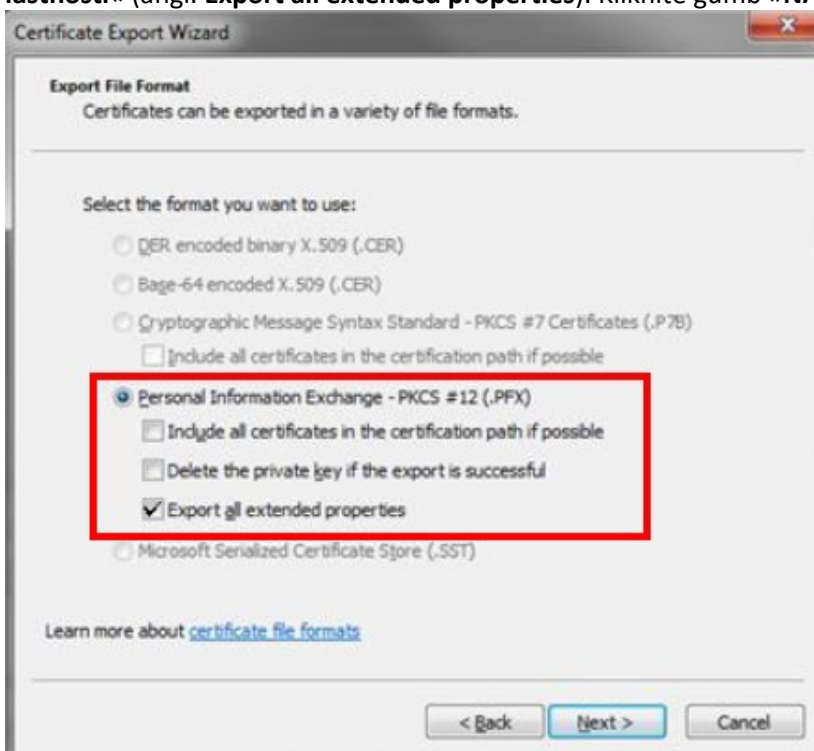 (angl. Export all extended properties). Kliknite gumb
Certificate Export Wizard
Export File Format
Certificates can be exported in a variety of file formats.
Select the format you want to use:
DER encoded binary X.509 (.CER)
Base-64 encoded X.509 (.CER)
Cryptographic Message Syntax Standard - PKCS #7 Certificates (.P7B)
Include all certificates in the certification path if possible
Personal Information Exchange - PKCS #12 (.PFX)
Include all certificates in the certification path if possible
Delete the private key if the export is successful
Export all extended properties
Microsoft Serialized Certificate Store (.SST)
Learn more about certificate file formats
< Back Next > Cancel